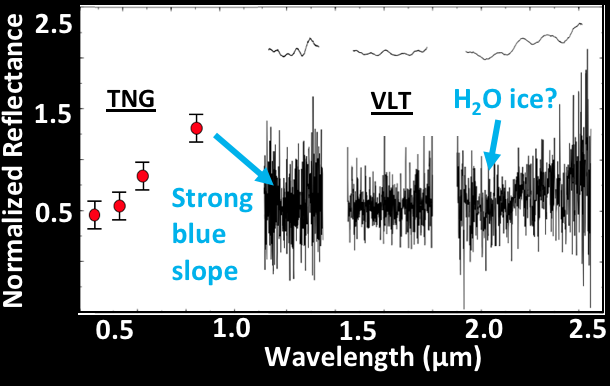 Normalized Reflectance
2.5
1.5
0.5
TNG
VLT
H₂O ice?
Strong
blue
slope
0.5
1.0
1.5
2.0
2.5
Wavelength (μm)